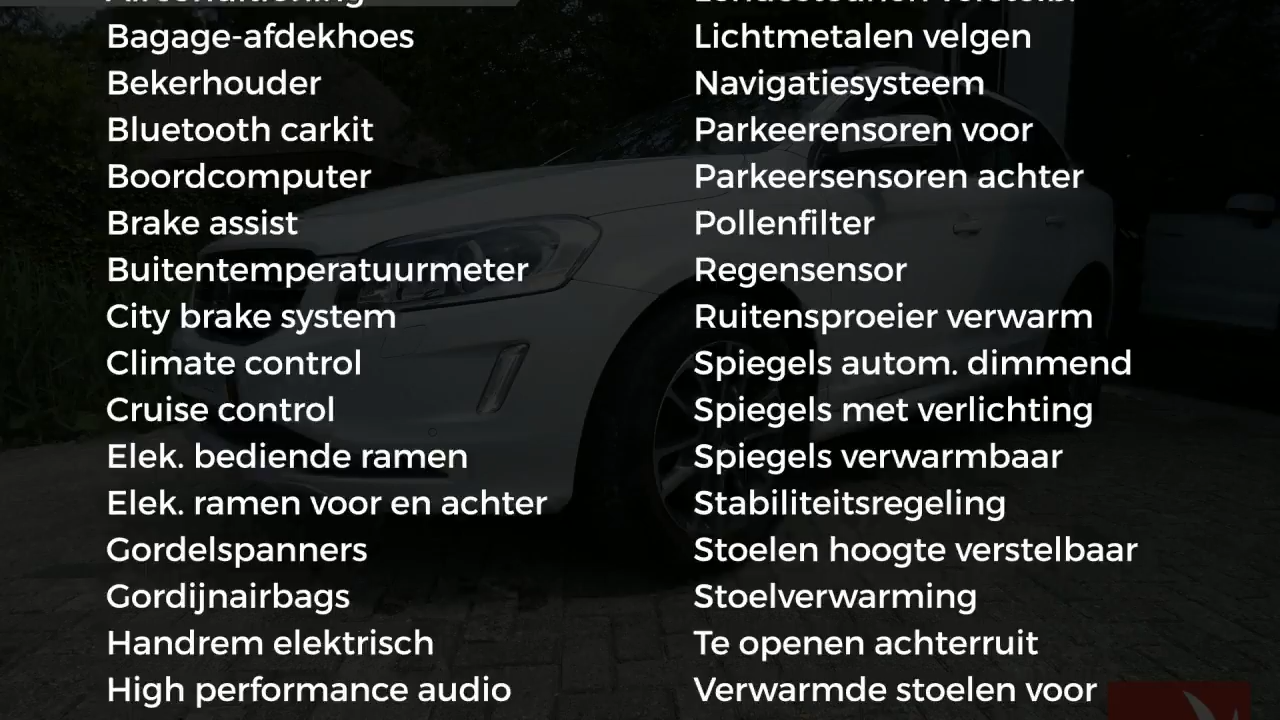 Bagage-afdekhoes
Bekerhouder
Bluetooth carkit
Boordcomputer
Brake assist
Buitentemperatuurmeter
City brake system
Climate control
Cruise control
Elek. bediende ramen
Elek. ramen voor en achter
Gordelspanners
Gordijnairbags
Handrem elektrisch
High performance audio
Lichtmetalen velgen
Navigatiesysteem
Parkeerensoren voor
Parkeersensoren achter
Pollenfilter
Regensensor
Ruitensproeier verwarm
Spiegels autom. dimmend
Spiegels met verlichting
Spiegels verwarmbaar
Stabiliteitsregeling
Stoelen hoogte verstelbaar
Stoelverwarming
Te openen achterruit
Verwarmde stoelen voor